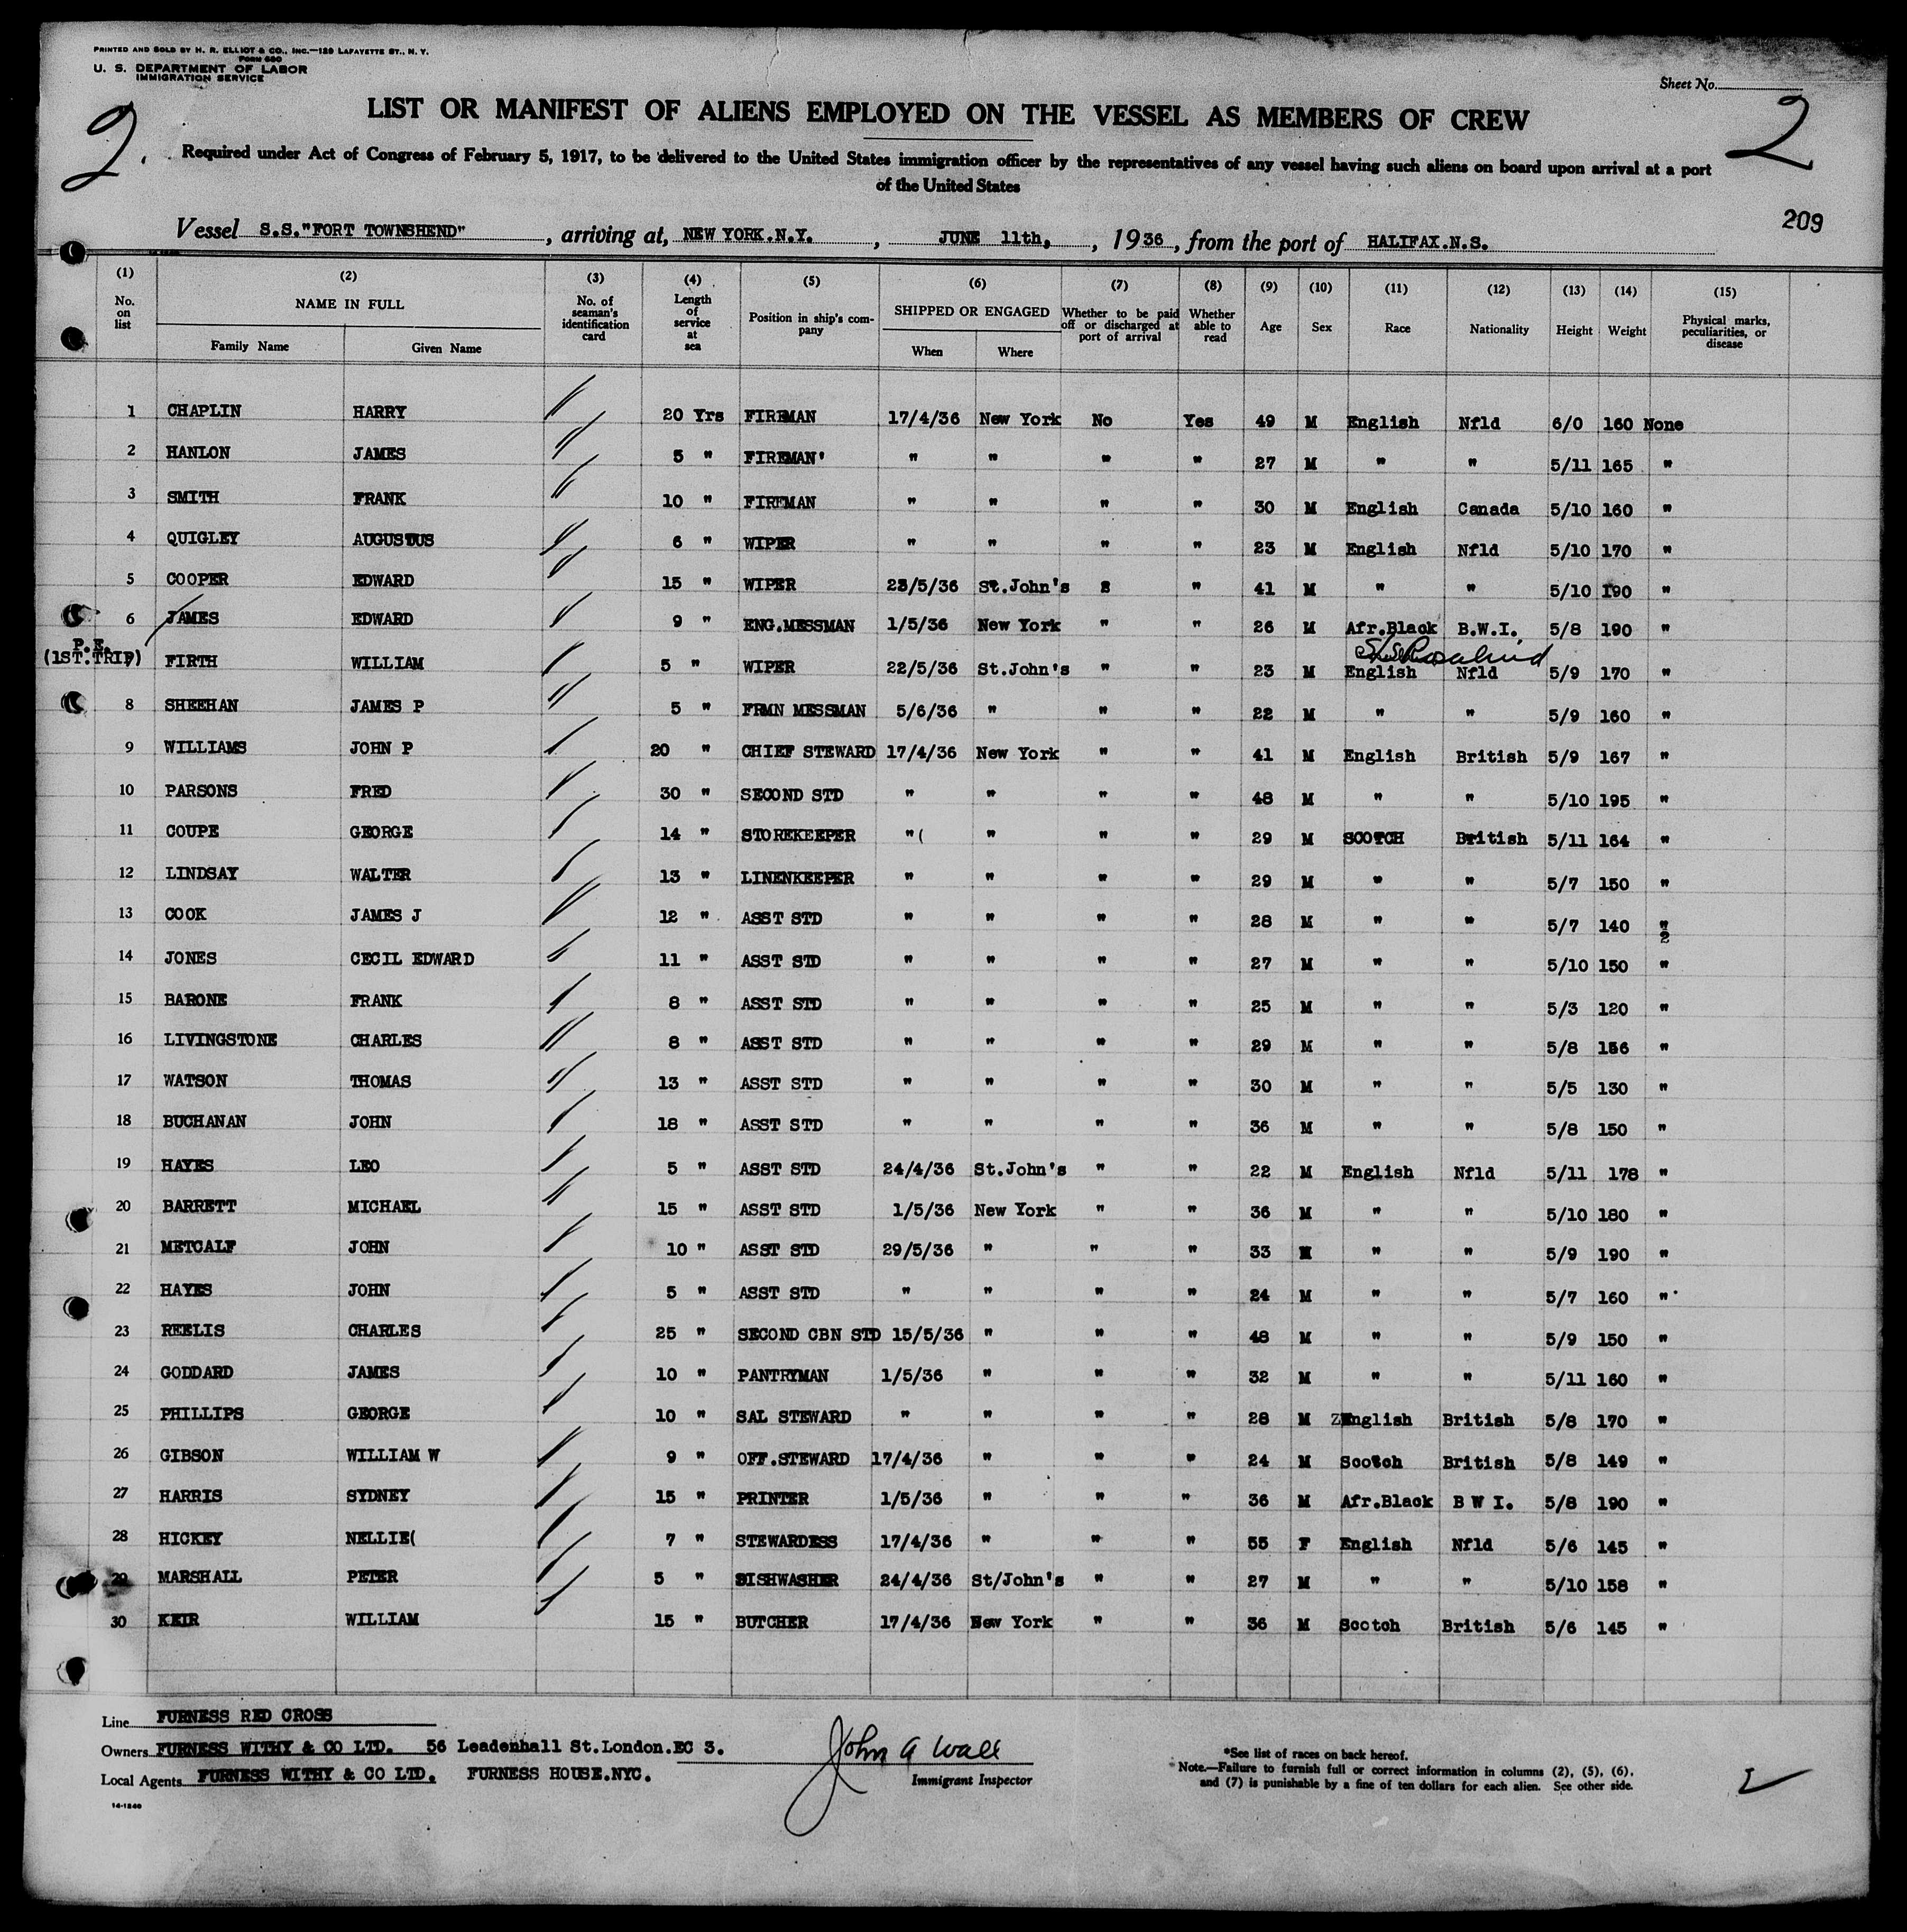 PRINTED AND SOLD BY H. R. ELLIOT & CO., INC.—129 LAFAYETTE ST., N. Y.
FORM 680
U. S. DEPARTMENT OF LABOR
IMMIGRATION SERVICE
Sheet No.
2.
2
LIST OR MANIFEST OF ALIENS EMPLOYED ON THE VESSEL AS MEMBERS OF CREW
Required under Act of Congress of February 5, 1917, to be delivered to the United States immigration officer by the representatives of any vessel having such aliens on board upon arrival at a port
of the United States
209
Vessel S.S."FORT TOWNSHEND", arriving at, NEW YORK.N.Y., JUNE 11th, , 1936, from the port of HALIFAX.N.S.
(1) No. on list (2) NAME IN FULL Family Name Given Name (3) No. of seaman's identification card (4) Length of service at sea (5) Position in ship's company (6) SHIPPED OR ENGAGED When Where (7) Whether to be paid off or discharged at port of arrival (8) Whether able to read (9) Age (10) Sex (11) Race (12) Nationality (13) Height (14) Weight (15) Physical marks, peculiarities, or disease
1 CHAPLIN HARRY 20 Yrs FIREMAN 17/4/36 New York No Yes 49 M English Nfld 6/0 160 None
2 HANLON JAMES 5 " FIREMAN' " " " " 27 M " " 5/11 165 "
3 SMITH FRANK 10 " FIREMAN " " " " 30 M English Canada 5/10 160 "
4 QUIGLEY AUGUSTUS 6 " WIPER " " " " 23 M English Nfld 5/10 170 "
5 COOPER EDWARD 15 " WIPER 23/5/36 St.John's 2 " 41 M " " 5/10 190 "
6 JAMES EDWARD 9 " ENG.MESSMAN 1/5/36 New York " " 26 M Afr.Black B.W.I. 5/8 190 "
S/S Rosalind
P.E.
(1ST.TRIP) FIRTH WILLIAM 5 " WIPER 22/5/36 St.John's " " 23 M English Nfld 5/9 170 "
8 SHEEHAN JAMES P 5 " FRMN MESSMAN 5/6/36 " " " 22 M " " 5/9 160 "
9 WILLIAMS JOHN P 20 " CHIEF STEWARD 17/4/36 New York " " 41 M English British 5/9 167 "
10 PARSONS FRED 30 " SECOND STD " " " " 48 M " " 5/10 195 "
11 COUPE GEORGE 14 " STOREKEEPER "( " " " 29 M SCOTCH British 5/11 164 "
12 LINDSAY WALTER 13 " LINENKEEPER " " " " 29 M " " 5/7 150 "
13 COOK JAMES J 12 " ASST STD " " " " 28 M " " 5/7 140 "
2
14 JONES CECIL EDWARD 11 " ASST STD " " " " 27 M " " 5/10 150 "
15 BARONE FRANK 8 " ASST STD " " " " 25 M " " 5/3 120 "
16 LIVINGSTONE CHARLES 8 " ASST STD " " " " 29 M " " 5/8 156 "
17 WATSON THOMAS 13 " ASST STD " " " " 30 M " " 5/5 130 "
18 BUCHANAN JOHN 18 " ASST STD " " " " 36 M " " 5/8 150 "
19 HAYES LEO 5 " ASST STD 24/4/36 St.John's " " 22 M English Nfld 5/11 178 "
20 BARRETT MICHAEL 15 " ASST STD 1/5/36 New York " " 36 M " " 5/10 180 "
21 METCALF JOHN 10 " ASST STD 29/5/36 " " " 33 M " " 5/9 190 "
22 HAYES JOHN 5 " ASST STD " " " " 24 M " " 5/7 160 "
23 REELIS CHARLES 25 " SECOND CBN STD 15/5/36 " " " 48 M " " 5/9 150 "
24 GODDARD JAMES 10 " PANTRYMAN 1/5/36 " " " 32 M " " 5/11 160 "
25 PHILLIPS GEORGE 10 " SAL STEWARD " " " " 28 M English British 5/8 170 "
26 GIBSON WILLIAM W 9 " OFF.STEWARD 17/4/36 " " " 24 M Scotch British 5/8 149 "
27 HARRIS SYDNEY 15 " PRINTER 1/5/36 " " " 36 M Afr.Black B W I. 5/8 190 "
28 HICKEY NELLIE( 7 " STEWARDESS 17/4/36 " " " 55 F English Nfld 5/6 145 "
29 MARSHALL PETER 5 " DISHWASHER 24/4/36 St/John's " " 27 M " " 5/10 158 "
30 KEIR WILLIAM 15 " BUTCHER 17/4/36 New York " " 36 M Scotch British 5/6 145 "
Line FURNESS RED CROSS
Owners FURNESS WITHY & CO LTD. 56 Leadenhall St.London.EC 3.
Local Agents FURNESS WITHY & CO LTD. FURNESS HOUSE.NYC.
14-1240
John A Wall
Immigrant Inspector
*See list of races on back hereof.
Note.—Failure to furnish full or correct information in columns (2), (5), (6),
and (7) is punishable by a fine of ten dollars for each alien. See other side.